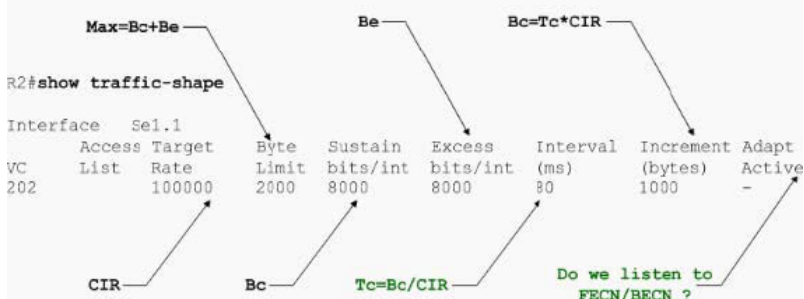 Max=Bc+Be Be Bc=Tc*CIR
R2#show traffic-shape
Interface Se1.1
Access Target Byte Sustain Excess Interval Increment Adapt
VC List Rate Limit bits/int bits/int (ms) (bytes) Active
202 100000 2000 8000 8000 80 1000 -
CIR Bc Tc=Bc/CIR Do we listen to
FECN/BECN ?